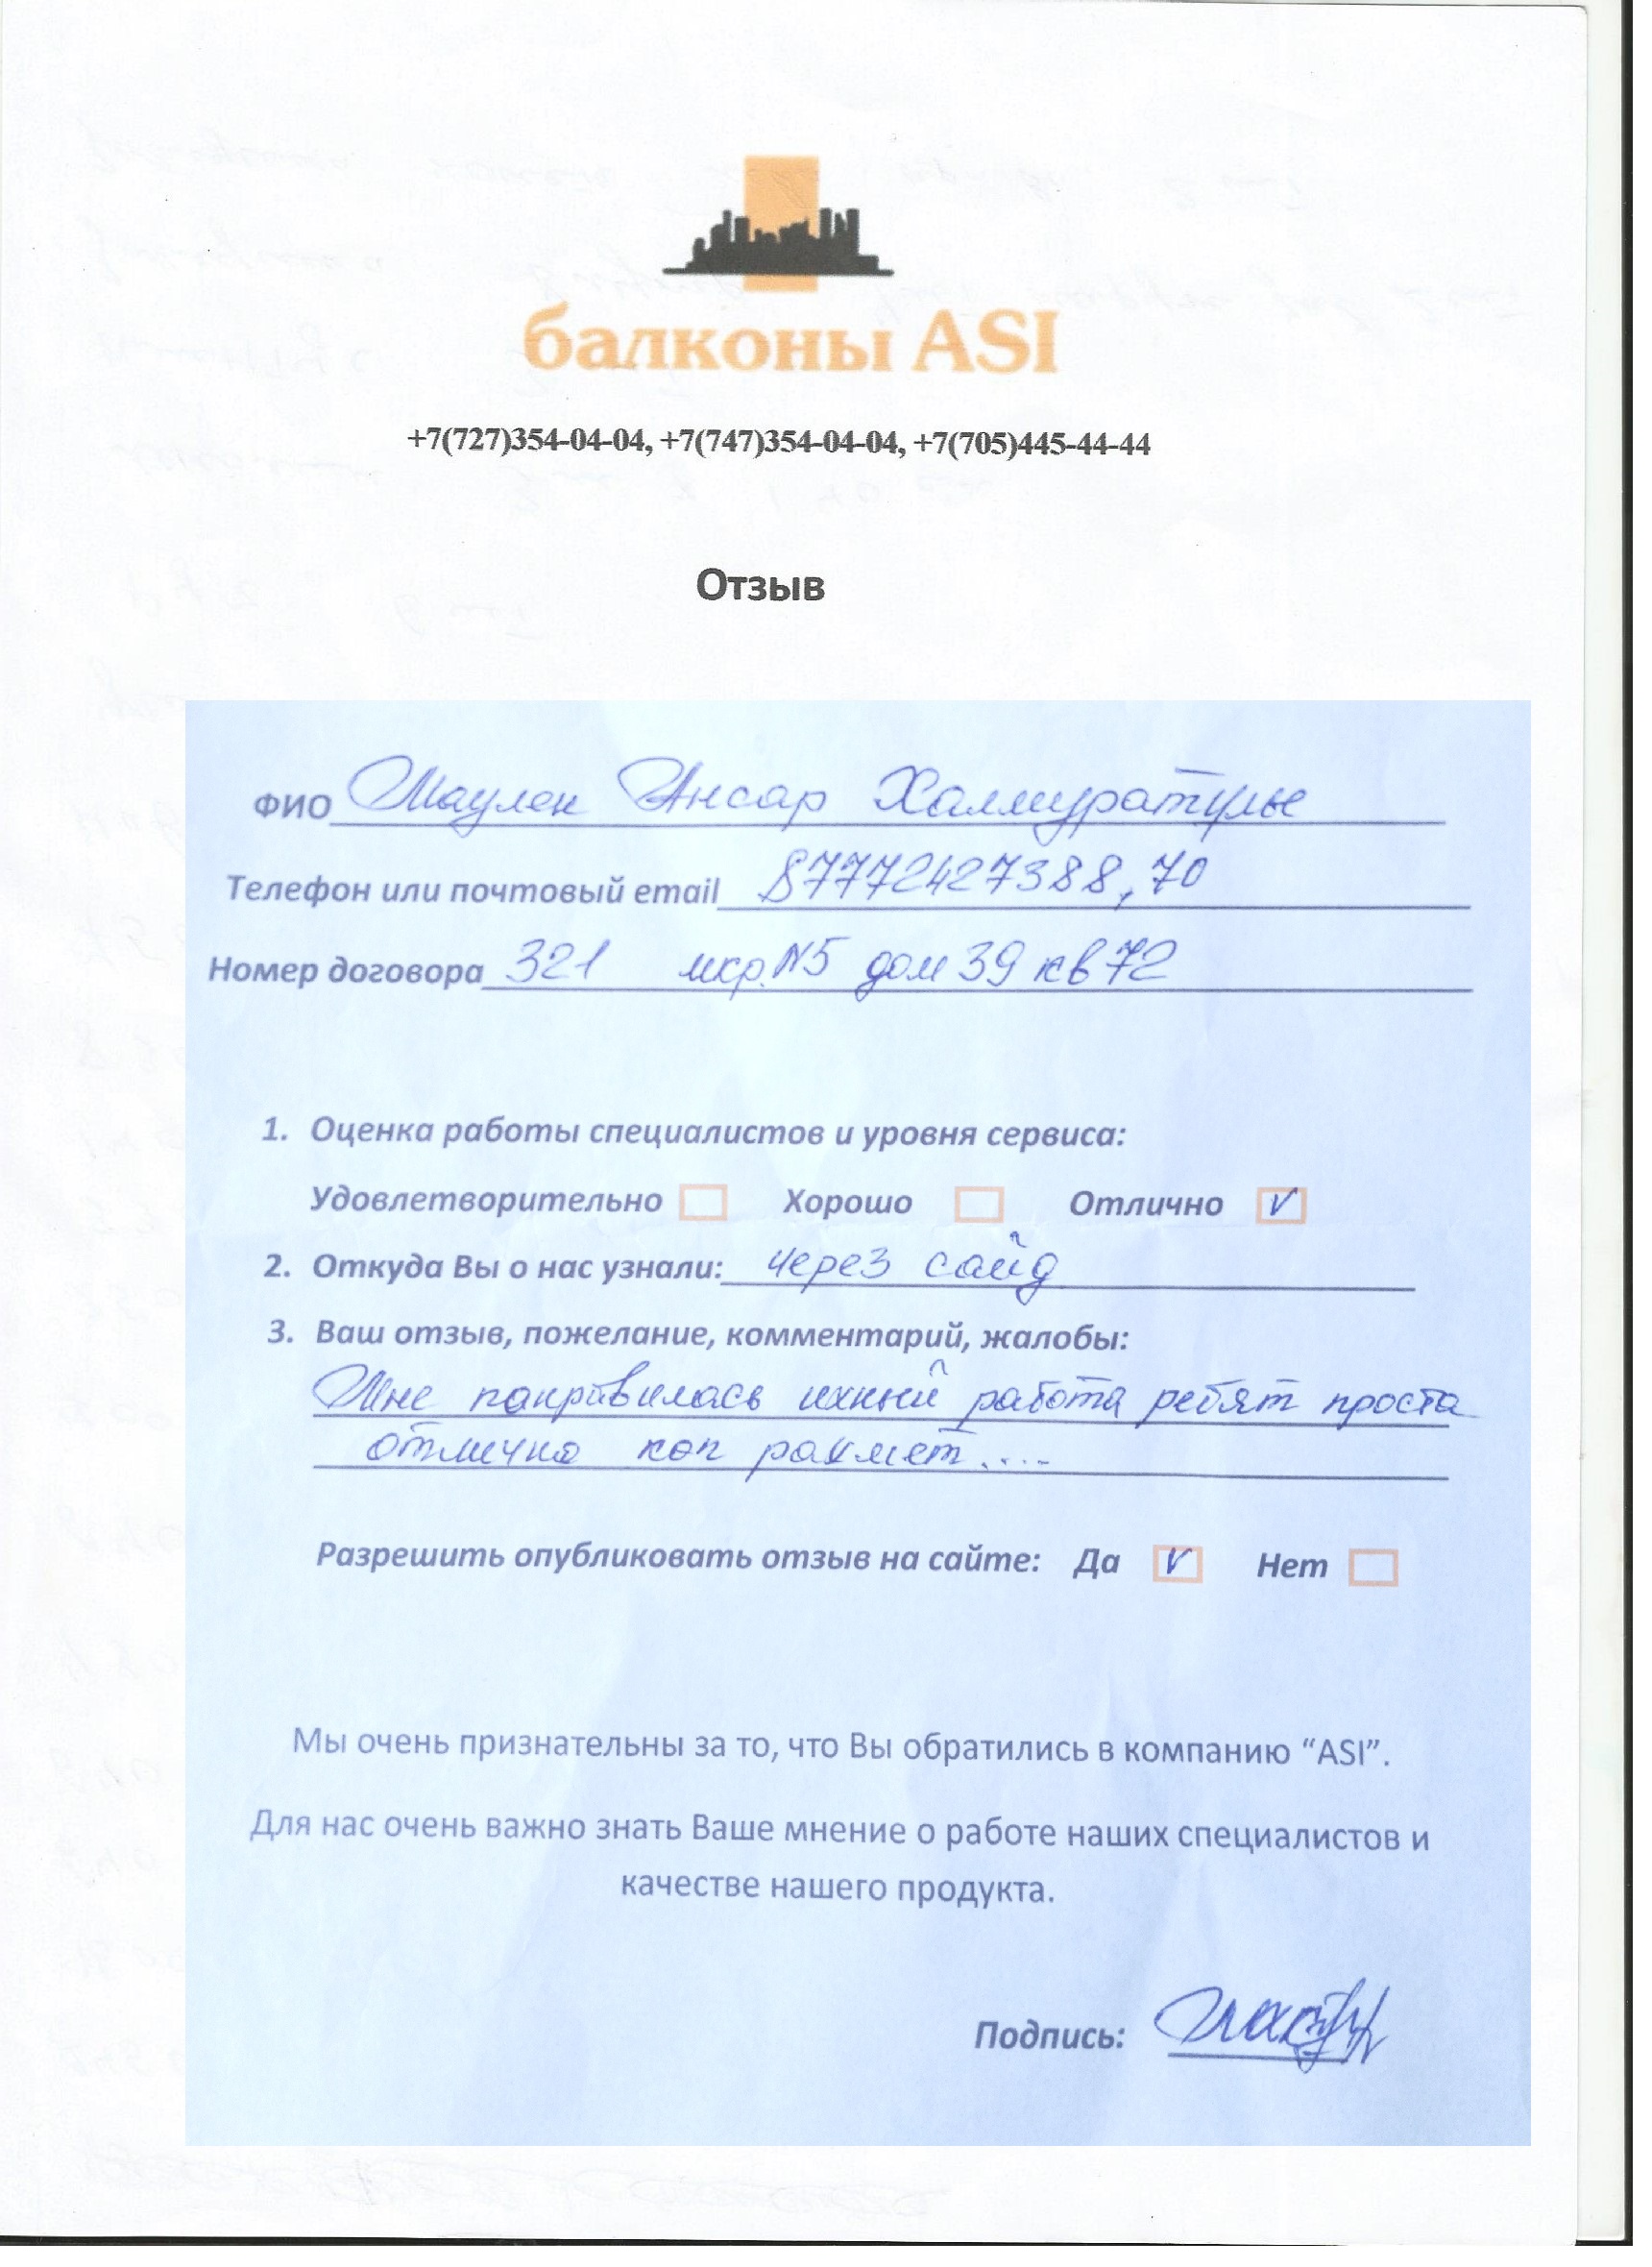 балконы ASI
+7(727)354-04-04, +7(747)354-04-04, +7(705)445-44-44
Отзыв
ФИО Маулен Ансар Халмуратулы
Телефон или почтовый email 87772427388, 70
Номер договора 321 мкр.N5 дом 39 кв 72
1. Оценка работы специалистов и уровня сервиса:
Удовлетворительно Хорошо Отлично V
2. Откуда Вы о нас узнали: через сайд
3. Ваш отзыв, пожелание, комментарий, жалобы:
Мне понравилась ихний работа ребят проста
отлично коп рахмет....
Разрешить опубликовать отзыв на сайте: Да V Нет
Мы очень признательны за то, что Вы обратились в компанию “ASI”.
Для нас очень важно знать Ваше мнение о работе наших специалистов и
качестве нашего продукта.
Подпись: